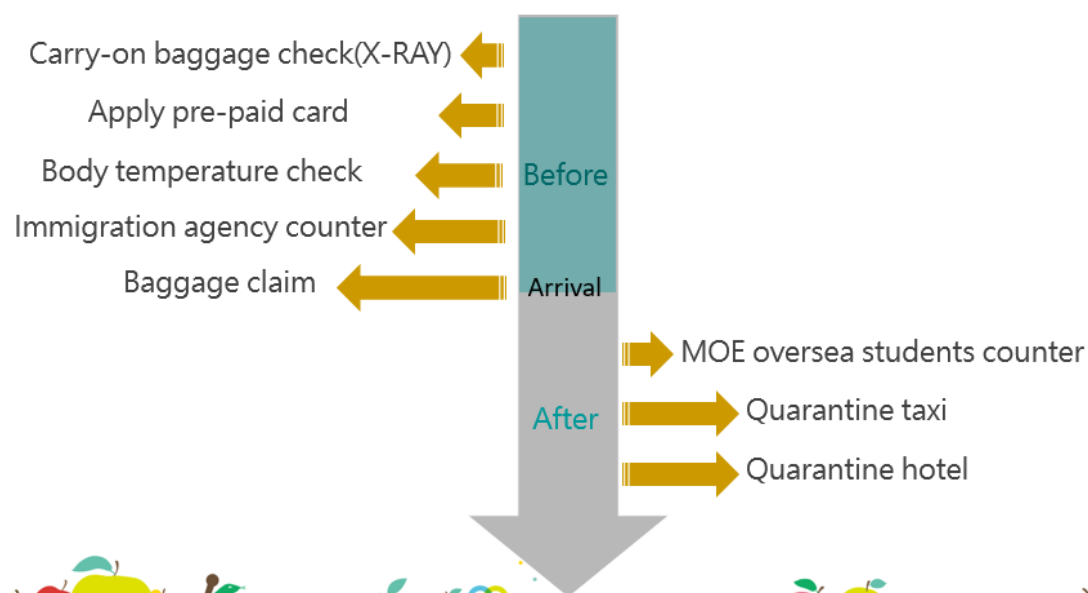 Carry-on baggage check(X-RAY)
Apply pre-paid card
Body temperature check
Before
Immigration agency counter
Baggage claim
Arrival
MOE oversea students counter
Quarantine taxi
After
Quarantine hotel